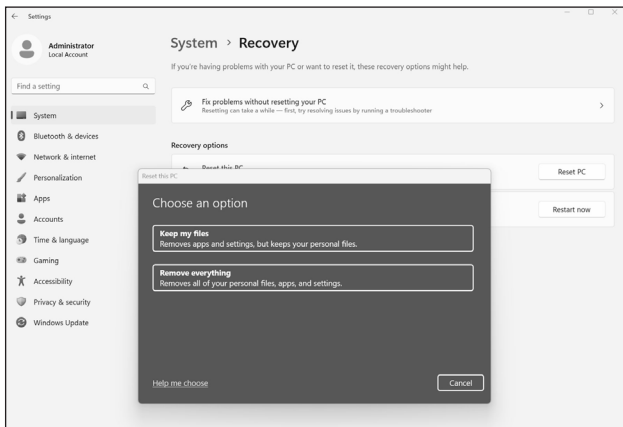 Settings
Administrator
Local Account
Find a setting
System
Bluetooth & devices
Network & internet
Personalization
Apps
Accounts
Time & language
Gaming
Accessibility
Privacy & security
Windows Update
System > Recovery
If you're having problems with your PC or want to reset it, these recovery options might help.
Fix problems without resetting your PC
Resetting can take a while — first, try resolving issues by running a troubleshooter
Recovery options
Reset this PC
Reset PC
Restart now
Reset this PC
Choose an option
Keep my files
Removes apps and settings, but keeps your personal files.
Remove everything
Removes all of your personal files, apps, and settings.
Help me choose
Cancel